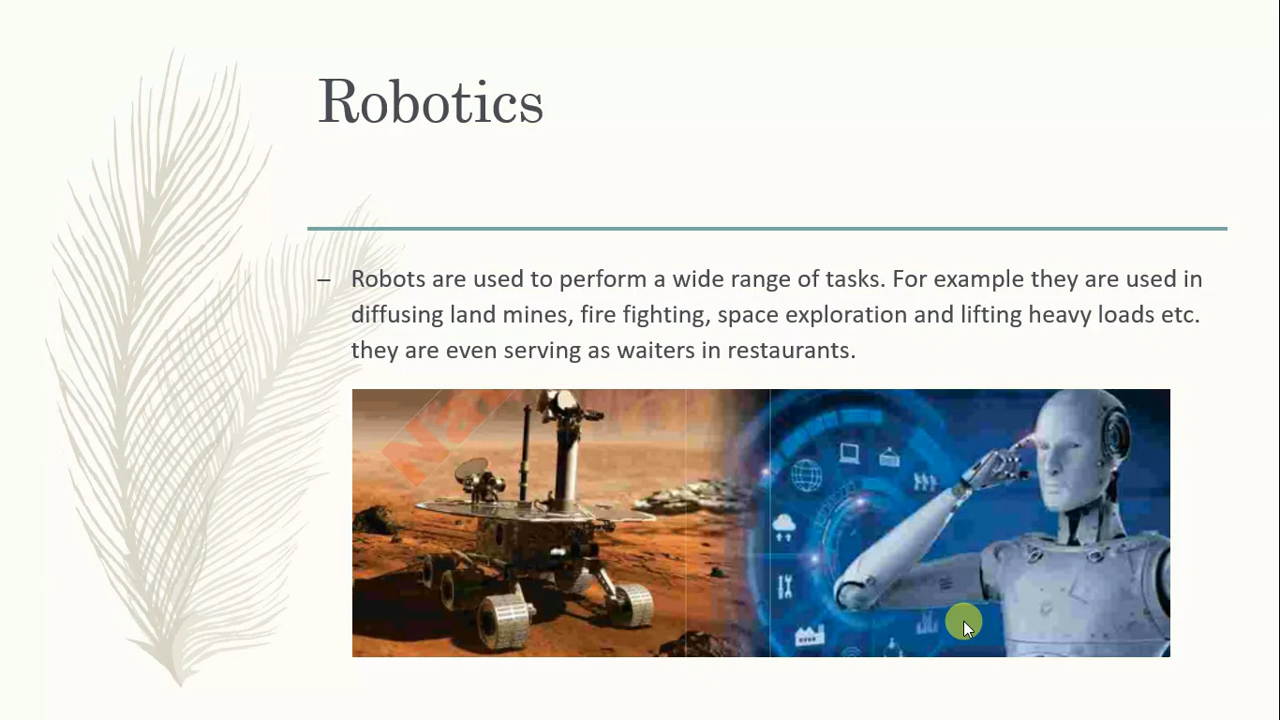 Robotics
– Robots are used to perform a wide range of tasks. For example they are used in
diffusing land mines, fire fighting, space exploration and lifting heavy loads etc.
they are even serving as waiters in restaurants.